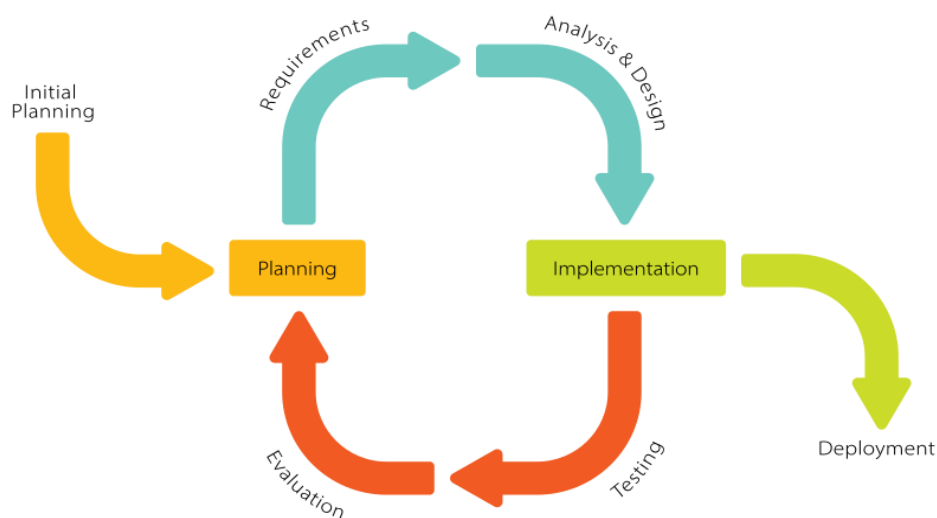 Initial
Planning
Requirements
Analysis & Design
Planning
Implementation
Evaluation
Testing
Deployment